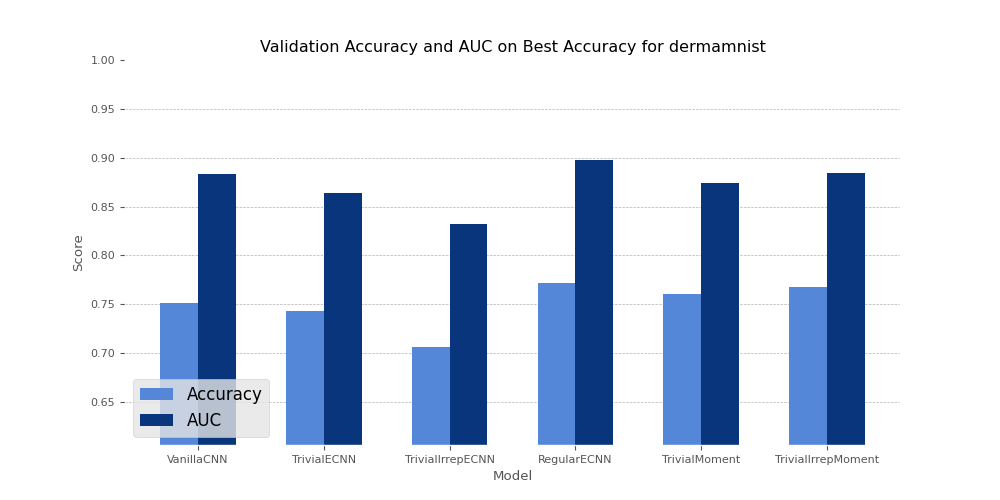 Validation Accuracy and AUC on Best Accuracy for dermamnist
1.00
0.95
0.90
0.85
0.80
0.75
0.70
0.65
Score
Accuracy
AUC
VanillaCNN
TrivialECNN
TrivialIrrepECNN
RegularECNN
TrivialMoment
TrivialIrrepMoment
Model